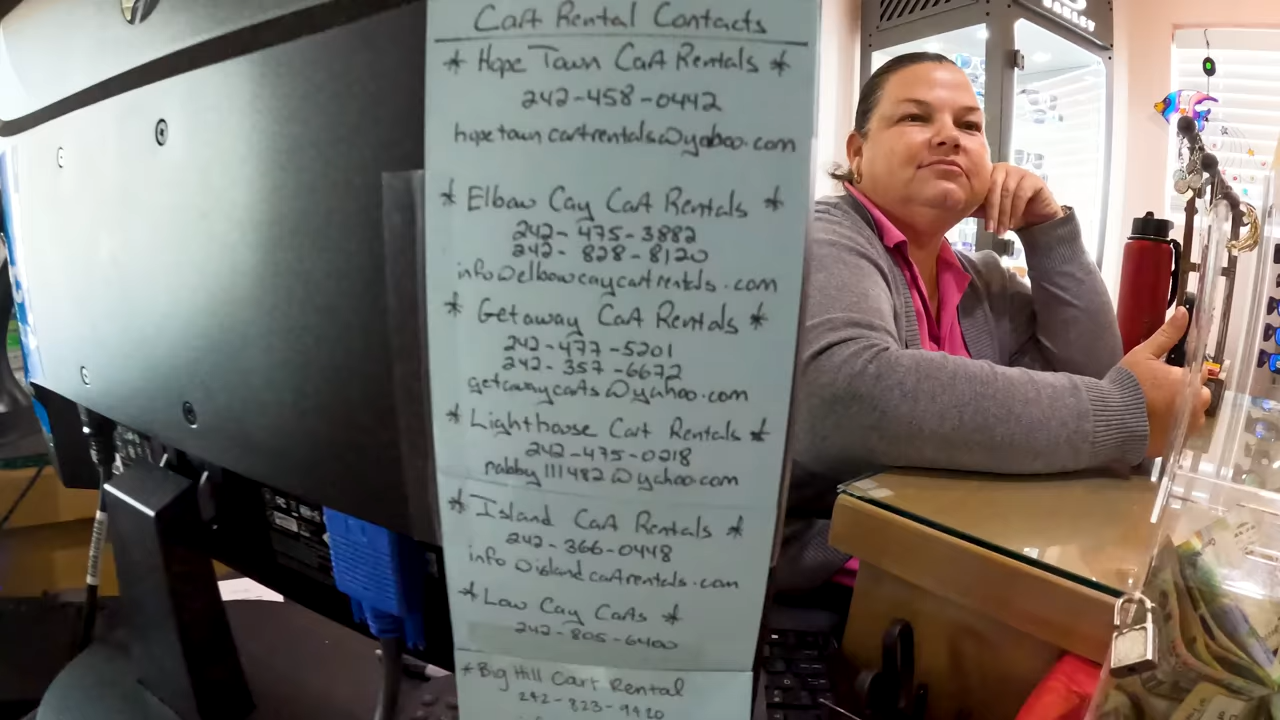 Cart Rental Contacts
* Hope Town Cart Rentals *
242-458-0442
hopetowncartrentals@yahoo.com
* Elbow Cay Cart Rentals *
242-475-3882
242-828-8120
info@elbowcaycartrentals.com
* Getaway Cart Rentals *
242-477-5201
242-357-6672
getawaycarts@yahoo.com
* Lighthouse Cart Rentals *
242-475-0218
nabby111482@yahoo.com
* Island Cart Rentals *
242-366-0448
info@islandcartrentals.com
* Low Cay Carts *
242-805-6400
* Big Hill Cart Rental
242-823-9420
OAKLEY